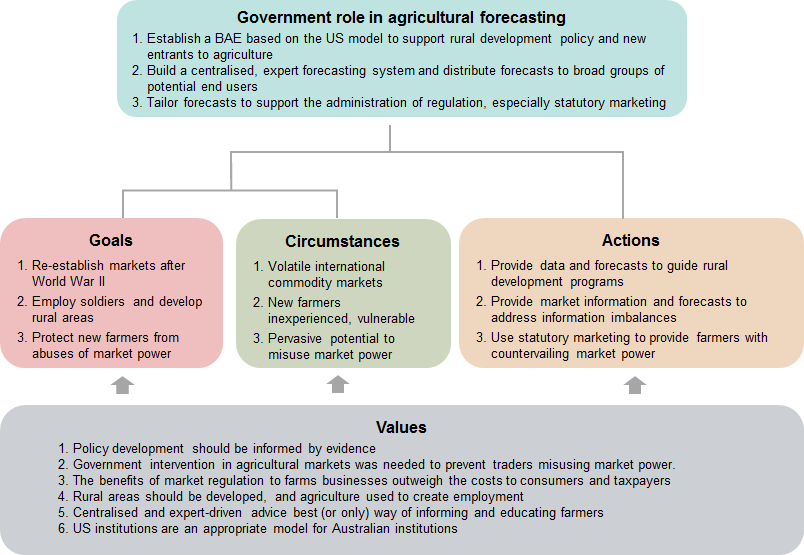 Government role in agricultural forecasting
1. Establish a BAE based on the US model to support rural development policy and new
entrants to agriculture
2. Build a centralised, expert forecasting system and distribute forecasts to broad groups of
potential end users
3. Tailor forecasts to support the administration of regulation, especially statutory marketing
Goals
1. Re-establish markets after
World War II
2. Employ soldiers and develop
rural areas
3. Protect new farmers from
abuses of market power
Circumstances
1. Volatile international
commodity markets
2. New farmers
inexperienced, vulnerable
3. Pervasive potential to
misuse market power
Actions
1. Provide data and forecasts to guide rural
development programs
2. Provide market information and forecasts to
address information imbalances
3. Use statutory marketing to provide farmers with
countervailing market power
Values
1. Policy development should be informed by evidence
2. Government intervention in agricultural markets was needed to prevent traders misusing market power.
3. The benefits of market regulation to farms businesses outweigh the costs to consumers and taxpayers
4. Rural areas should be developed, and agriculture used to create employment
5. Centralised and expert-driven advice best (or only) way of informing and educating farmers
6. US institutions are an appropriate model for Australian institutions